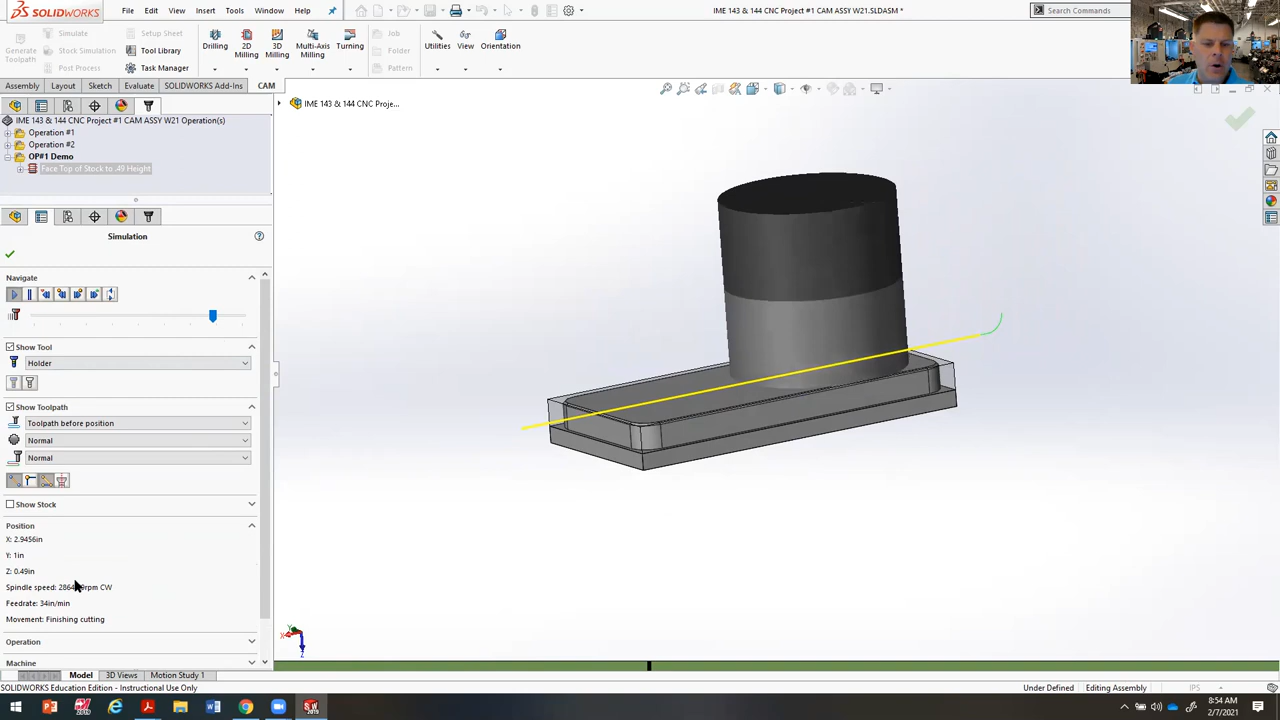 SOLIDWORKS File Edit View Insert Tools Window Help IME 143 & 144 CNC Project #1 CAM ASSY W21.SLDASM * Search Commands
Generate Toolpath Simulate Stock Simulation Post Process Setup Sheet Tool Library Task Manager Drilling 2D Milling 3D Milling Multi-Axis Milling Turning Job Folder Pattern Utilities View Orientation
Assembly Layout Sketch Evaluate SOLIDWORKS Add-Ins CAM
IME 143 & 144 CNC Proje...
IME 143 & 144 CNC Project #1 CAM ASSY W21 Operation(s)
Operation #1
Operation #2
OP#1 Demo
Face Top of Stock to .49 Height
Simulation
Navigate
Show Tool
Holder
Show Toolpath
Toolpath before position
Normal
Normal
Show Stock
Position
X: 2.9456in
Y: 1in
Z: 0.49in
Spindle speed: rpm CW
Feedrate: 34in/min
Movement: Finishing cutting
Operation
Machine
Model 3D Views Motion Study 1
SOLIDWORKS Education Edition - Instructional Use Only Under Defined Editing Assembly IPS
8:54 AM
2/7/2021